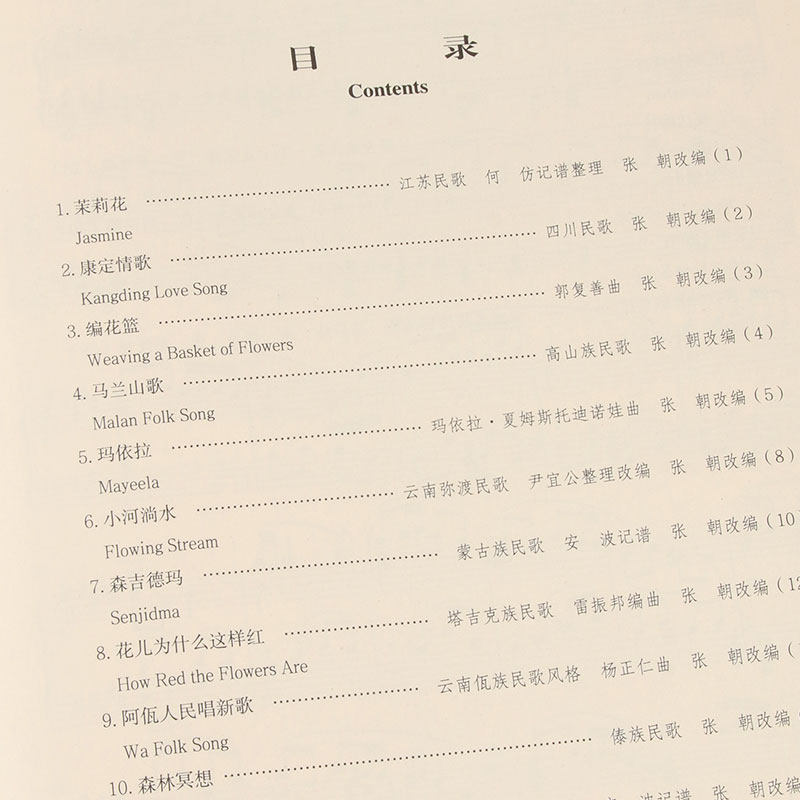 目 录
Contents
1. 茉莉花 …… 江苏民歌 何 仿记谱整理 张 朝改编（1）
Jasmine
2. 康定情歌 …… 四川民歌 张 朝改编（2）
Kangding Love Song
3. 编花篮 …… 郭复善曲 张 朝改编（3）
Weaving a Basket of Flowers
4. 马兰山歌 …… 高山族民歌 张 朝改编（4）
Malan Folk Song
5. 玛依拉 …… 玛依拉·夏姆斯托迪诺娃曲 张 朝改编（5）
Mayeela
6. 小河淌水 …… 云南弥渡民歌 尹宜公整理改编 张 朝改编（8）
Flowing Stream
7. 森吉德玛 …… 蒙古族民歌 安 波记谱 张 朝改编（10）
Senjidma
8. 花儿为什么这样红 …… 塔吉克族民歌 雷振邦编曲 张 朝改编（12
How Red the Flowers Are
9. 阿佤人民唱新歌 …… 云南佤族民歌风格 杨正仁曲 张 朝改编（
Wa Folk Song
10. 森林冥想 …… 傣族民歌 张 朝改编
波记谱 张 朝改编